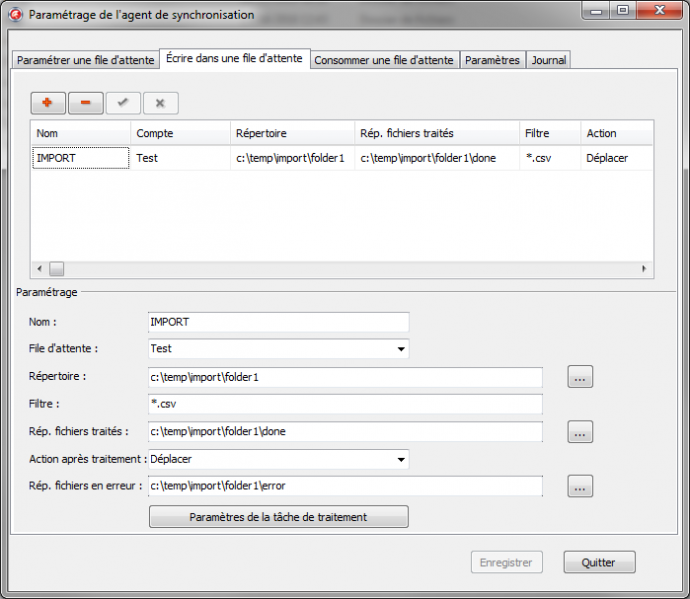 Paramétrage de l'agent de synchronisation
Paramétrer une file d'attente Écrire dans une file d'attente Consommer une file d'attente Paramètres Journal
Nom Compte Répertoire Rép. fichiers traités Filtre Action
IMPORT Test c:\temp\import\folder1 c:\temp\import\folder1\done *.csv Déplacer
Paramétrage
Nom : IMPORT
File d'attente : Test
Répertoire : c:\temp\import\folder1 ...
Filtre : *.csv
Rép. fichiers traités : c:\temp\import\folder1\done ...
Action après traitement : Déplacer
Rép. fichiers en erreur : c:\temp\import\folder1\error ...
Paramètres de la tâche de traitement
Enregistrer Quitter